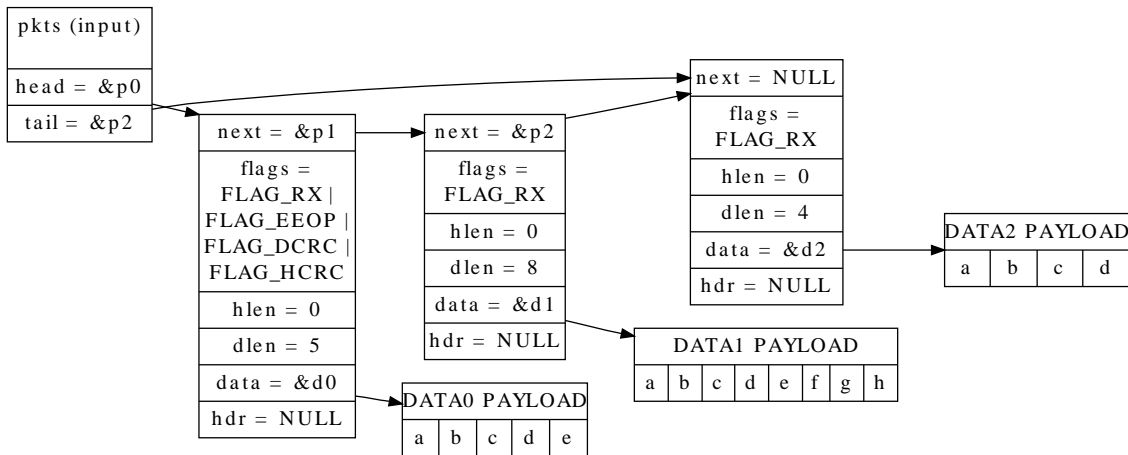 pkts (input)
head = &p0
tail = &p2
next = &p1
flags =
FLAG_RX |
FLAG_EEOP |
FLAG_DCRC |
FLAG_HCRC
hlen = 0
dlen = 5
data = &d0
hdr = NULL
next = &p2
flags =
FLAG_RX
hlen = 0
dlen = 8
data = &d1
hdr = NULL
next = NULL
flags =
FLAG_RX
hlen = 0
dlen = 4
data = &d2
hdr = NULL
DATA0 PAYLOAD
a b c d e
DATA1 PAYLOAD
a b c d e f g h
DATA2 PAYLOAD
a b c d